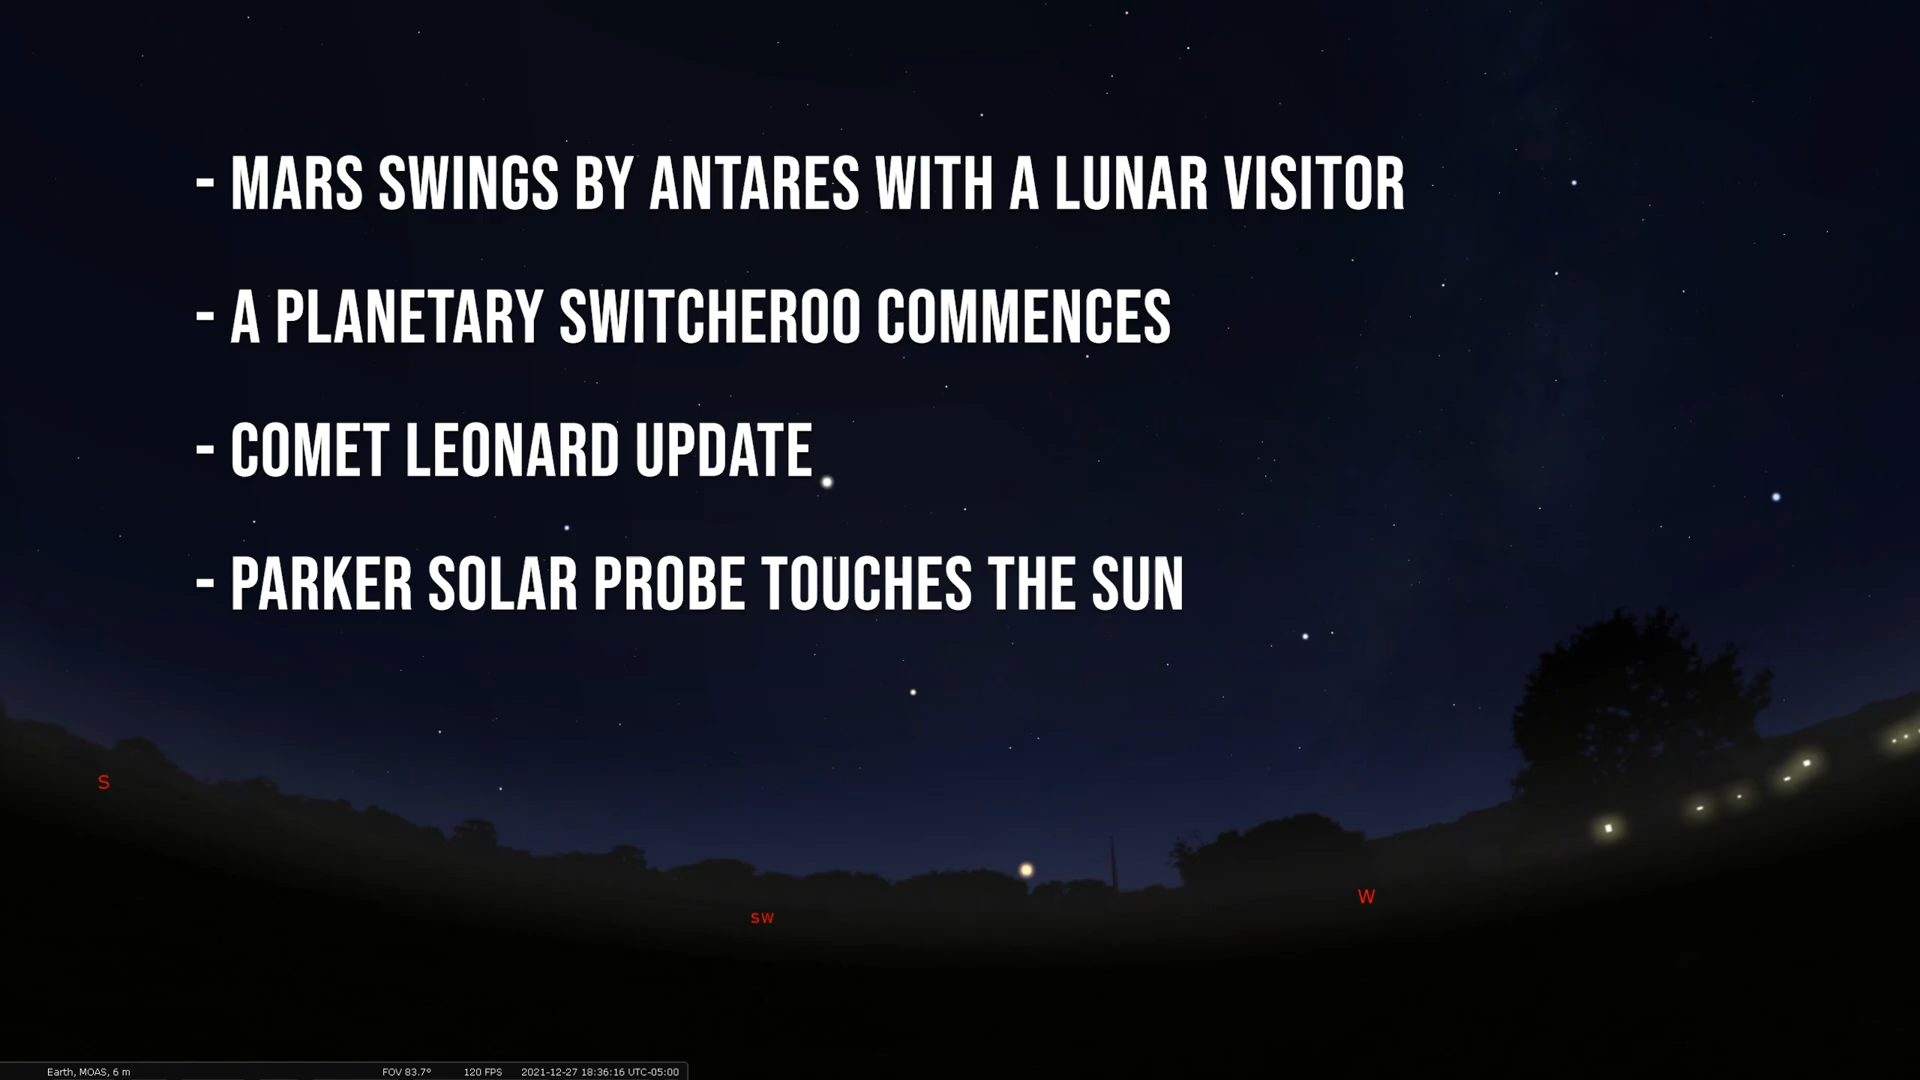 - MARS SWINGS BY ANTARES WITH A LUNAR VISITOR
- A PLANETARY SWITCHEROO COMMENCES
- COMET LEONARD UPDATE
- PARKER SOLAR PROBE TOUCHES THE SUN
S
SW
W
Earth, MOAS, 6 m FOV 83.7° 120 FPS 2021-12-27 18:36:16 UTC-05:00